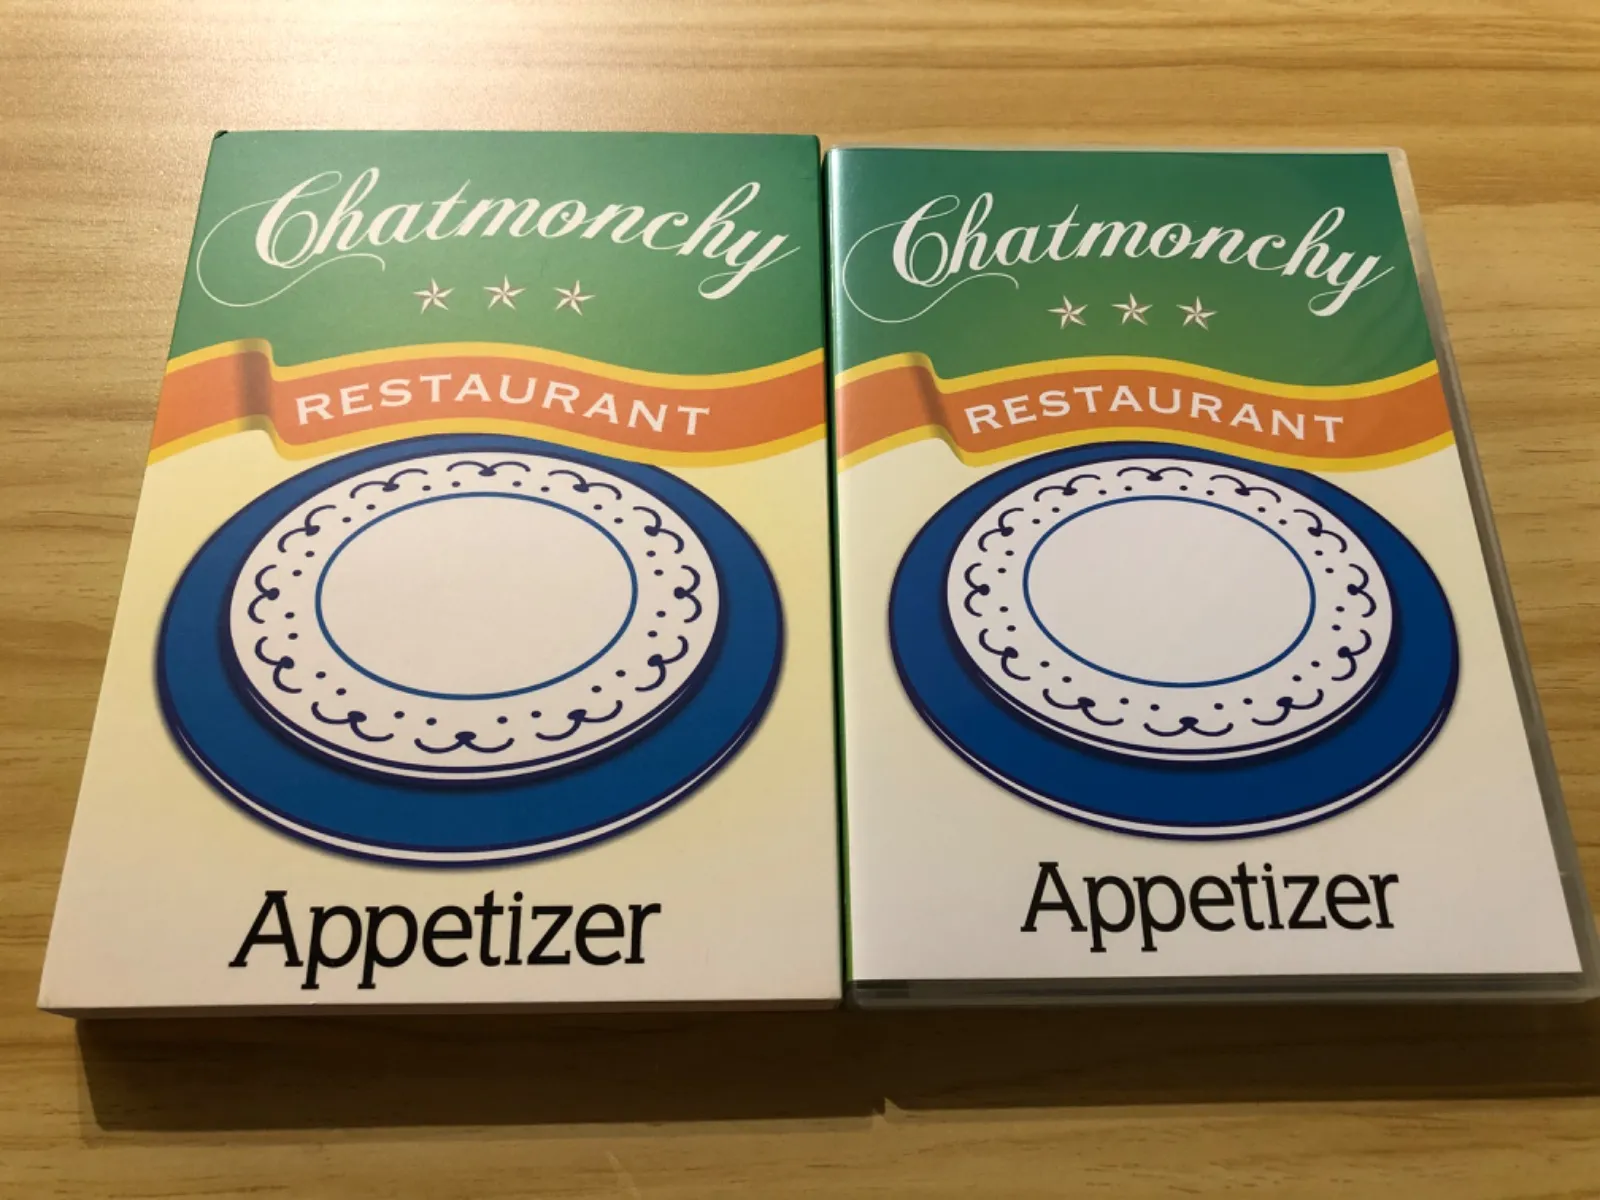 Chatmonchy
RESTAURANT
Appetizer
Chatmonchy
RESTAURANT
Appetizer